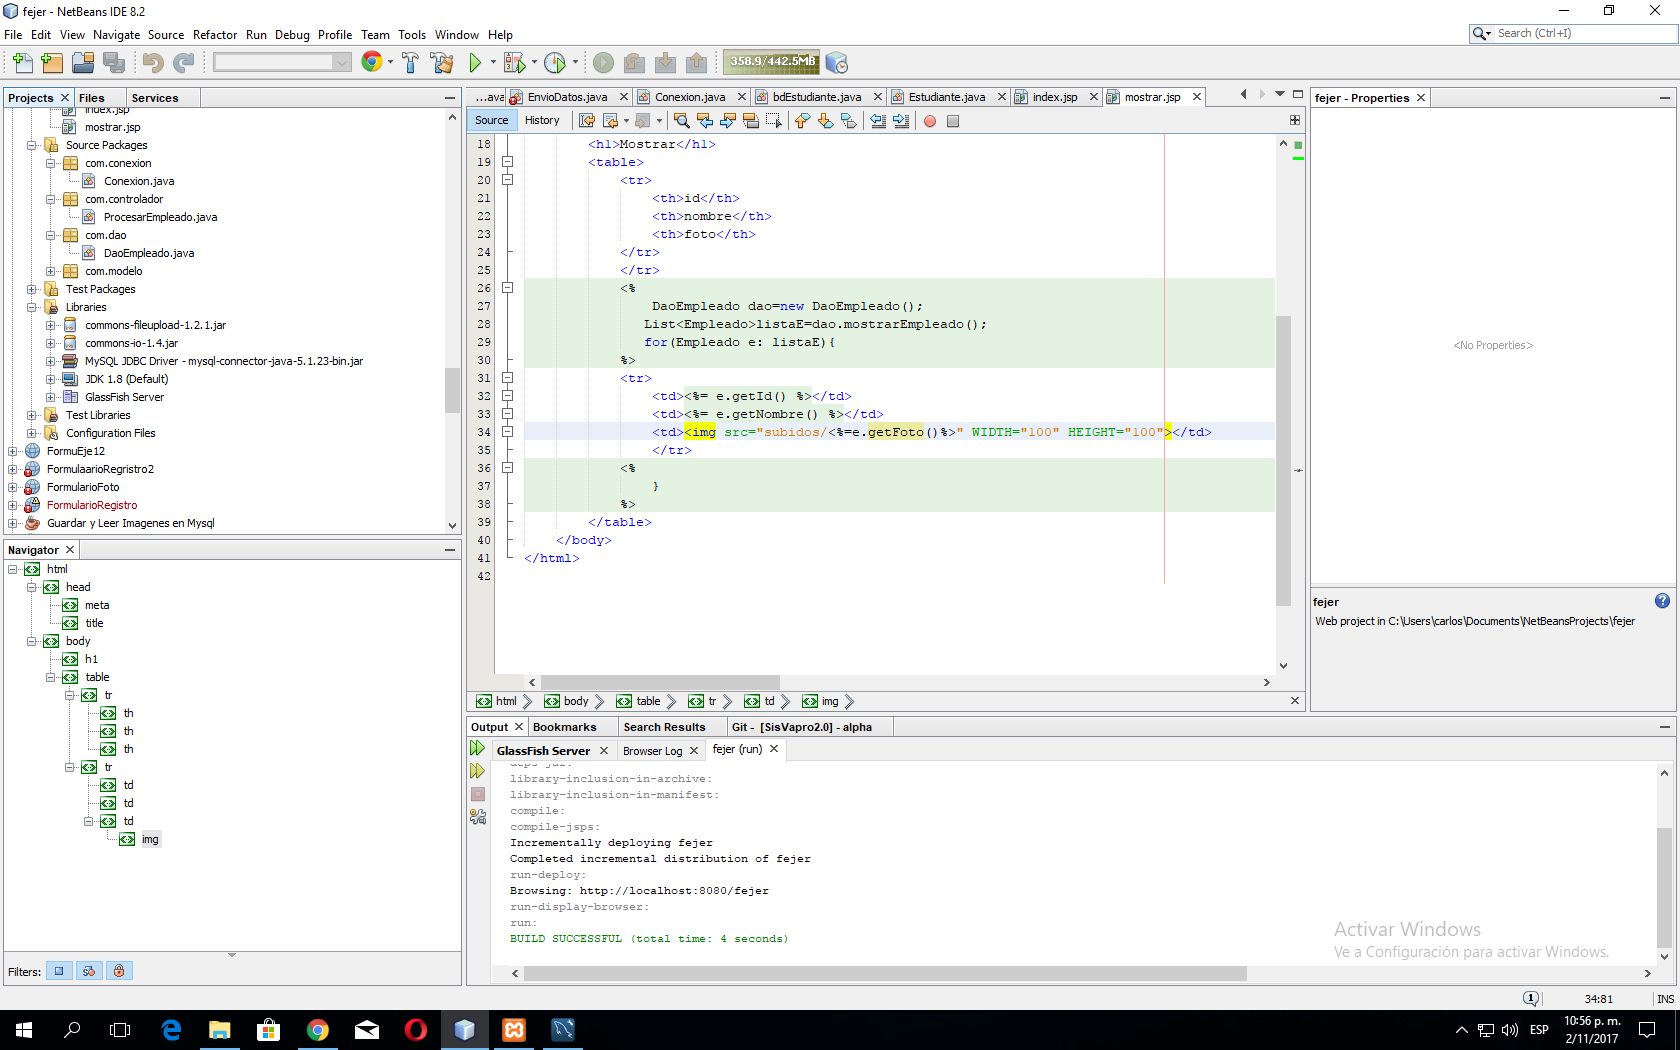 fejer - NetBeans IDE 8.2
File Edit View Navigate Source Refactor Run Debug Profile Team Tools Window Help
Search (Ctrl+I)
358.9/442.5MB
Projects Files Services
index.jsp
mostrar.jsp
Source Packages
com.conexion
Conexion.java
com.controlador
ProcesarEmpleado.java
com.dao
DaoEmpleado.java
com.modelo
Test Packages
Libraries
commons-fileupload-1.2.1.jar
commons-io-1.4.jar
MySQL JDBC Driver - mysql-connector-java-5.1.23-bin.jar
JDK 1.8 (Default)
GlassFish Server
Test Libraries
Configuration Files
FormuEje12
FormulaarioRegristro2
FormularioFoto
FormularioRegistro
Guardar y Leer Imagenes en Mysql
Navigator
html
head
meta
title
body
h1
table
tr
th
th
th
tr
td
td
td
img
Filters:
...ava EnvioDatos.java Conexion.java bdEstudiante.java Estudiante.java index.jsp mostrar.jsp
Source History
18 <h1>Mostrar</h1>
19 <table>
20 <tr>
21 <th>id</th>
22 <th>nombre</th>
23 <th>foto</th>
24 </tr>
25 </tr>
26 <%
27 DaoEmpleado dao=new DaoEmpleado();
28 List<Empleado>listaE=dao.mostrarEmpleado();
29 for(Empleado e: listaE){
30 %>
31 <tr>
32 <td><%= e.getId() %></td>
33 <td><%= e.getNombre() %></td>
34 <td><img src="subidos/<%=e.getFoto()%>" WIDTH="100" HEIGHT="100"></td>
35 </tr>
36 <%
37 }
38 %>
39 </table>
40 </body>
41 </html>
42
html body table tr td img
Output Bookmarks Search Results Git - [SisVapro2.0] - alpha
GlassFish Server Browser Log fejer (run)
deps-jar:
library-inclusion-in-archive:
library-inclusion-in-manifest:
compile:
compile-jsps:
Incrementally deploying fejer
Completed incremental distribution of fejer
run-deploy:
Browsing: http://localhost:8080/fejer
run-display-browser:
run:
BUILD SUCCESSFUL (total time: 4 seconds)
fejer - Properties
<No Properties>
fejer
Web project in C:\Users\carlos\Documents\NetBeansProjects\fejer
Activar Windows
Ve a Configuración para activar Windows.
1 34:81 INS
ESP
10:56 p. m.
2/11/2017